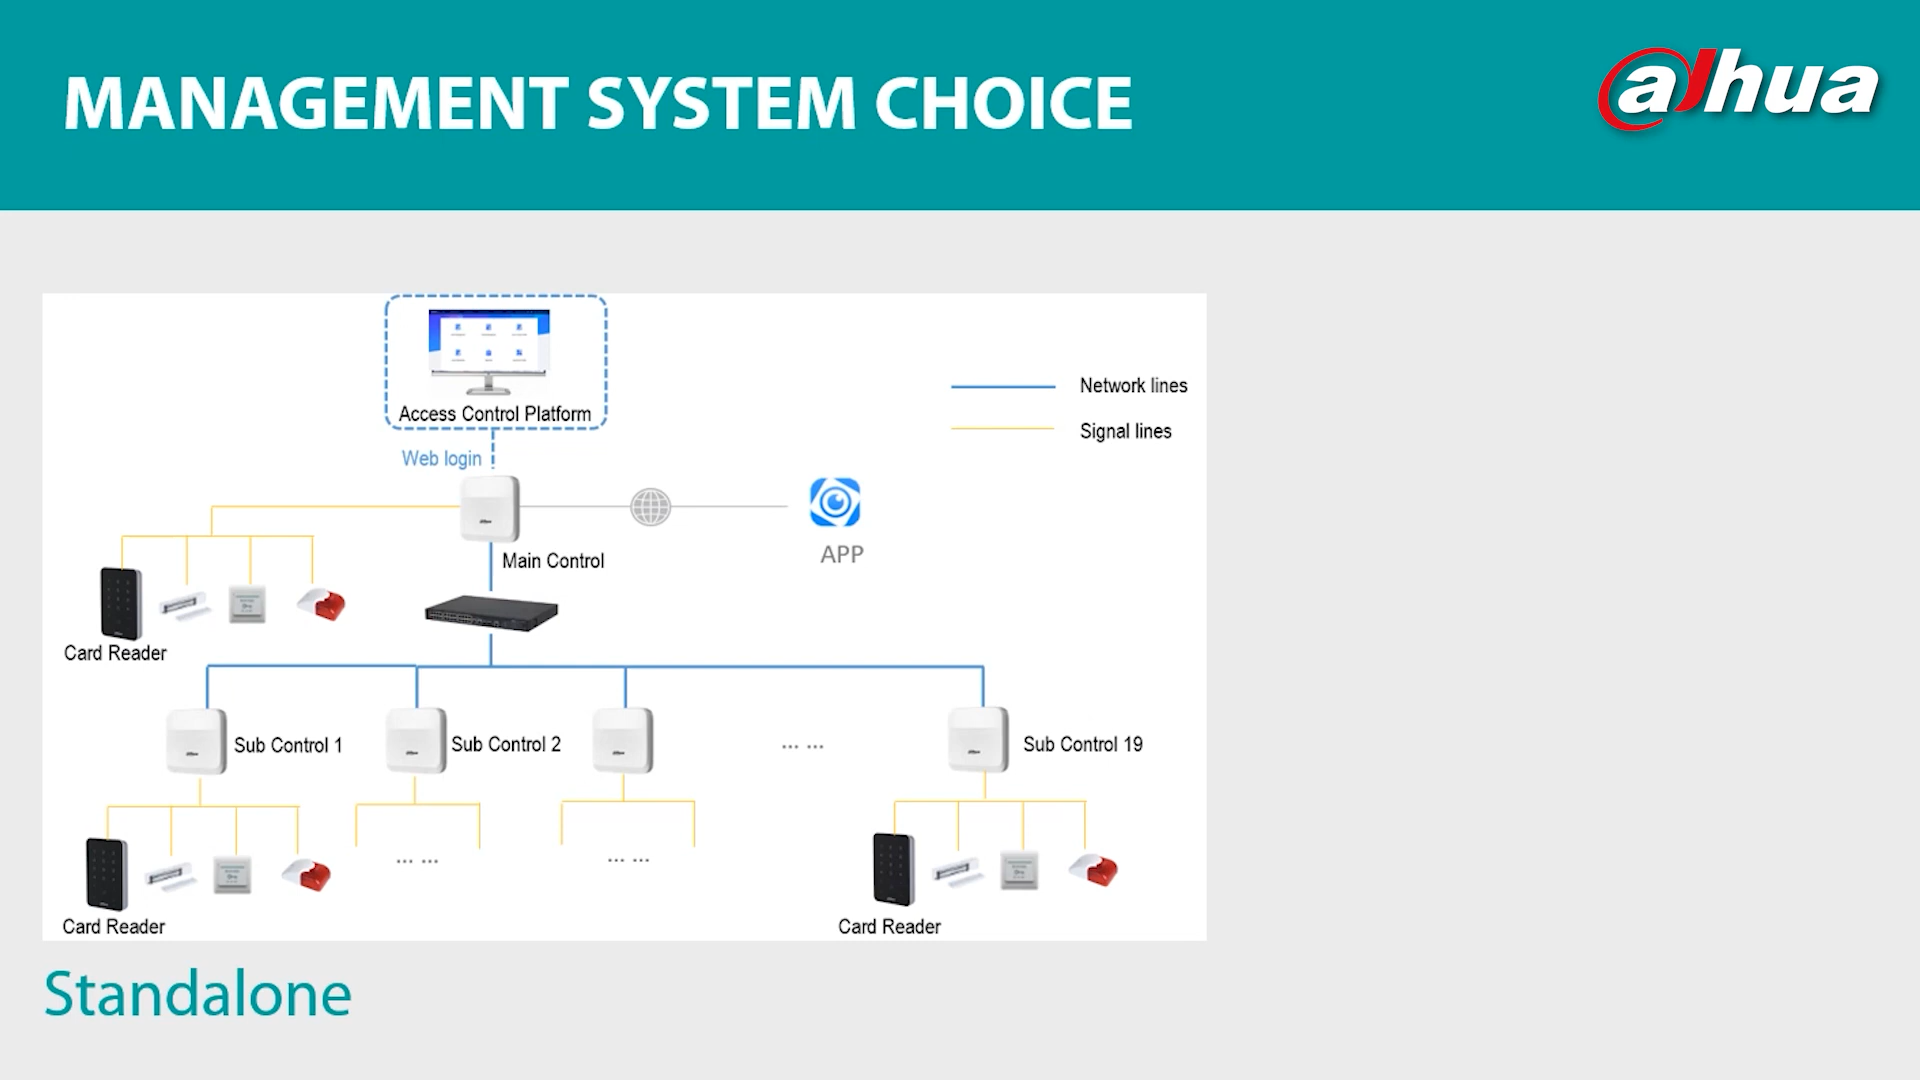 MANAGEMENT SYSTEM CHOICE
alhua
Access Control Platform
Network lines
Signal lines
Web login
Main Control
APP
Card Reader
Sub Control 1
Sub Control 2
... ...
Sub Control 19
... ...
... ...
Card Reader
Card Reader
Standalone